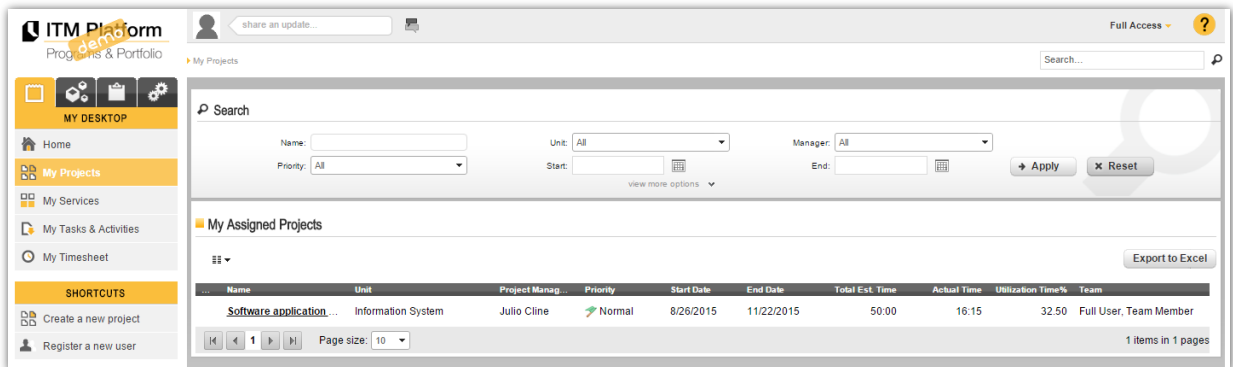 ITM Platform
demo
Programs & Portfolio
share an update...
Full Access
?
My Projects
Search...
MY DESKTOP
Home
My Projects
My Services
My Tasks & Activities
My Timesheet
SHORTCUTS
Create a new project
Register a new user
Search
Name: Unit: All Manager: All
Priority: All Start: End: Apply Reset
view more options
My Assigned Projects
Export to Excel
... Name Unit Project Manag... Priority Start Date End Date Total Est. Time Actual Time Utilization Time% Team
Software application ... Information System Julio Cline Normal 8/26/2015 11/22/2015 50:00 16:15 32.50 Full User, Team Member
1 Page size: 10 1 items in 1 pages